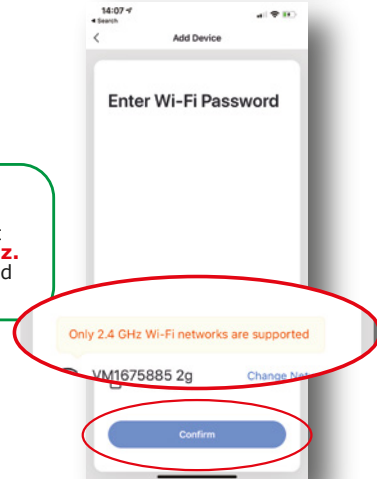 14:07
Search
Add Device
Enter Wi-Fi Password
z.
Only 2.4 GHz Wi-Fi networks are supported
VM1675885 2g Change
Confirm